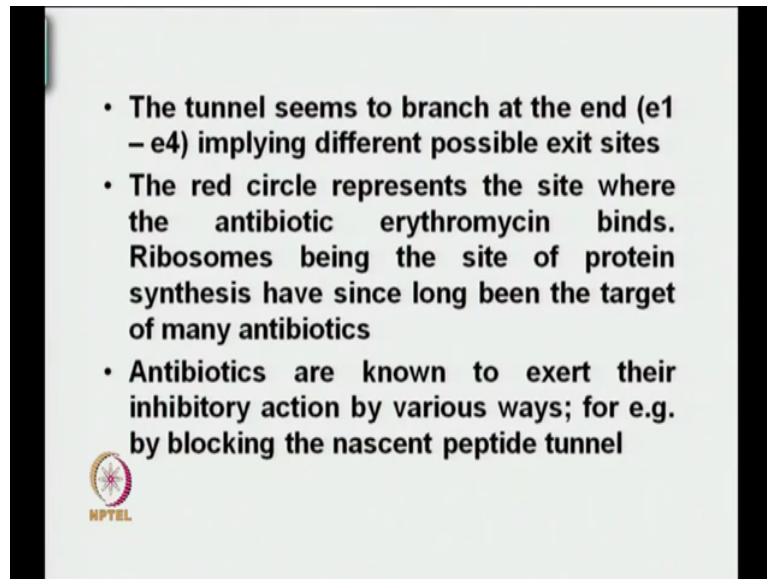 • The tunnel seems to branch at the end (e1
– e4) implying different possible exit sites
• The red circle represents the site where
the antibiotic erythromycin binds.
Ribosomes being the site of protein
synthesis have since long been the target
of many antibiotics
• Antibiotics are known to exert their
inhibitory action by various ways; for e.g.
by blocking the nascent peptide tunnel
NPTEL